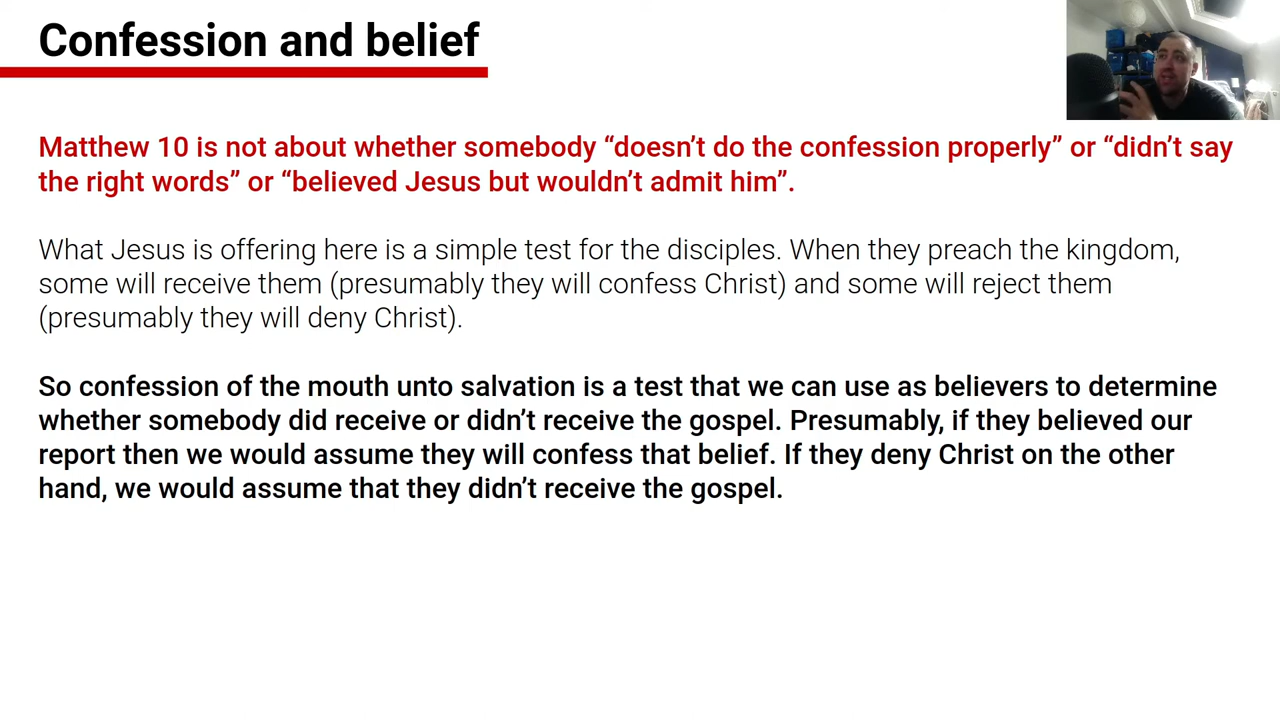 Confession and belief
Matthew 10 is not about whether somebody “doesn’t do the confession properly” or “didn’t say
the right words” or “believed Jesus but wouldn’t admit him”.
What Jesus is offering here is a simple test for the disciples. When they preach the kingdom,
some will receive them (presumably they will confess Christ) and some will reject them
(presumably they will deny Christ).
So confession of the mouth unto salvation is a test that we can use as believers to determine
whether somebody did receive or didn’t receive the gospel. Presumably, if they believed our
report then we would assume they will confess that belief. If they deny Christ on the other
hand, we would assume that they didn’t receive the gospel.